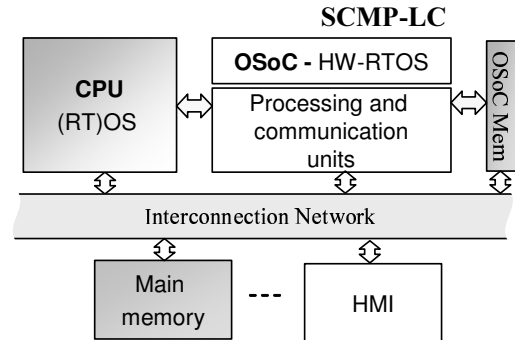 SCMP-LC
CPU
(RT)OS
OSoC - HW-RTOS
Processing and
communication
units
OSoC Mem
Interconnection Network
Main
memory
---
HMI